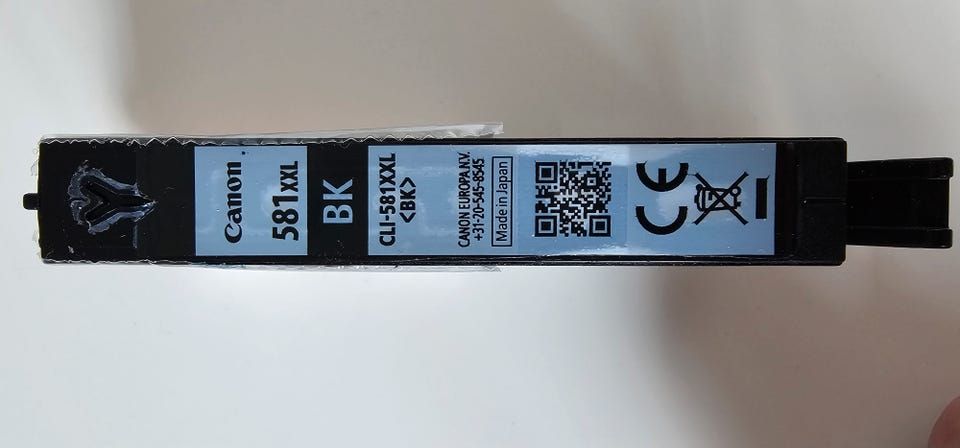 Canon
581XXL
BK
CLI-581XXL
<BK>
CANON EUROPA N.V.
+31-20-545-8545
Made in Japan
CE